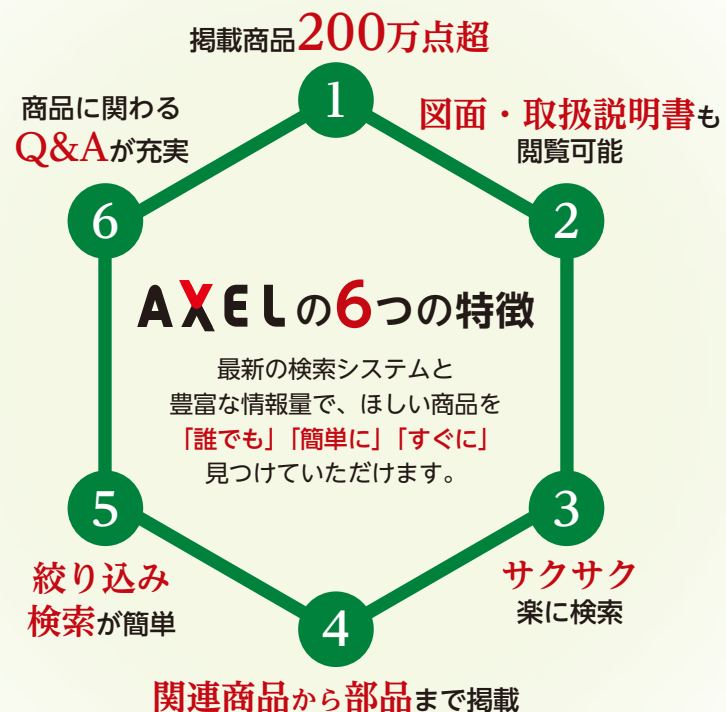 掲載商品200万点超
1
図面・取扱説明書も
閲覧可能
2
商品に関わる
Q&Aが充実
6
AXELの6つの特徴
最新の検索システムと
豊富な情報量で、ほしい商品を
「誰でも」「簡単に」「すぐに」
見つけていただけます。
3
サクサク
楽に検索
5
絞り込み
検索が簡単
4
関連商品から部品まで掲載